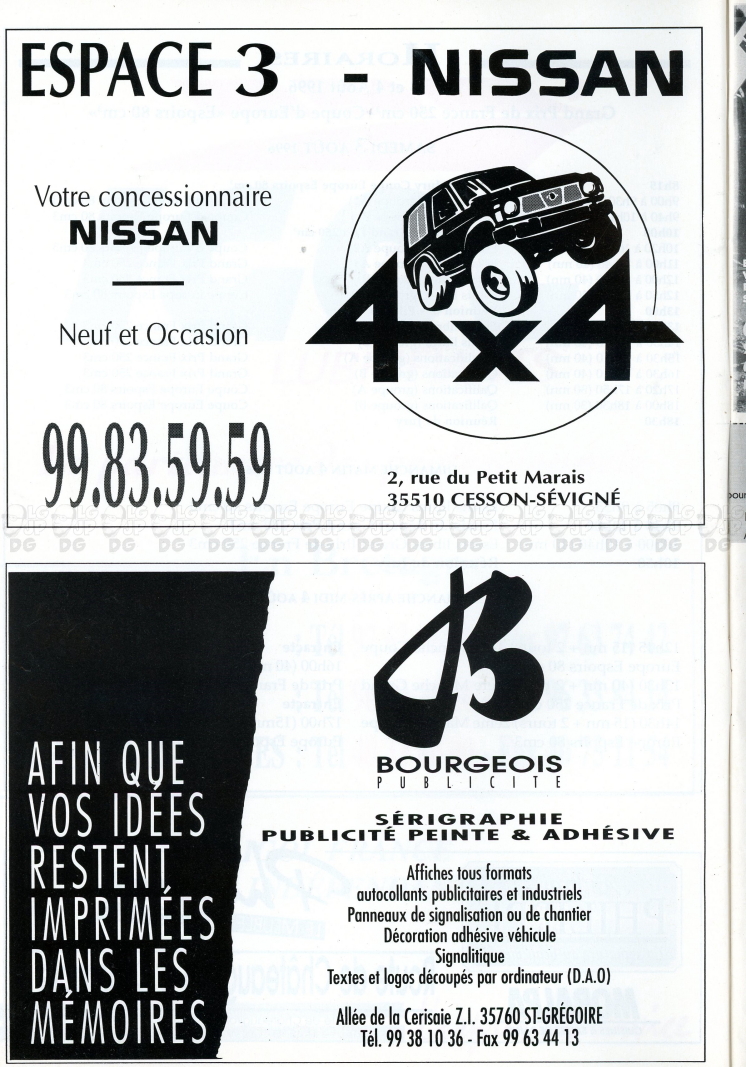 ESPACE 3 - NISSAN
Votre concessionnaire
NISSAN
Neuf et Occasion
99.83.59.59
4x4
2, rue du Petit Marais
35510 CESSON-SÉVIGNÉ
B
BOURGEOIS
PUBLICITE
AFIN QUE
VOS IDÉES
RESTENT
IMPRIMÉES
DANS LES
MÉMOIRES
SÉRIGRAPHIE
PUBLICITÉ PEINTE & ADHÉSIVE
Affiches tous formats
autocollants publicitaires et industriels
Panneaux de signalisation ou de chantier
Décoration adhésive véhicule
Signalitique
Textes et logos découpés par ordinateur (D.A.O)
Allée de la Cerisaié Z.I. 35760 ST-GRÉGOIRE
Tél. 99 38 10 36 - Fax 99 63 44 13